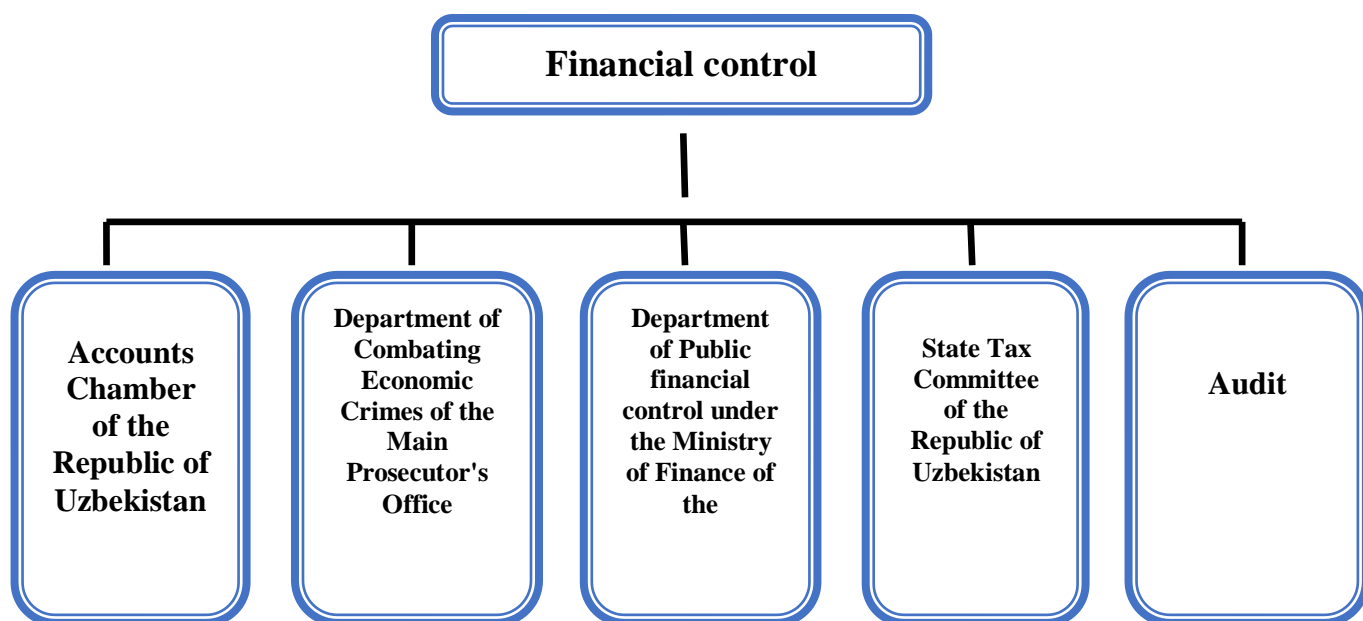 Financial control
Accounts
Chamber
of the
Republic of
Uzbekistan
Department of
Combating
Economic
Crimes of the
Main
Prosecutor's
Office
Department
of Public
financial
control under
the Ministry
of Finance of
the
State Tax
Committee
of the
Republic of
Uzbekistan
Audit